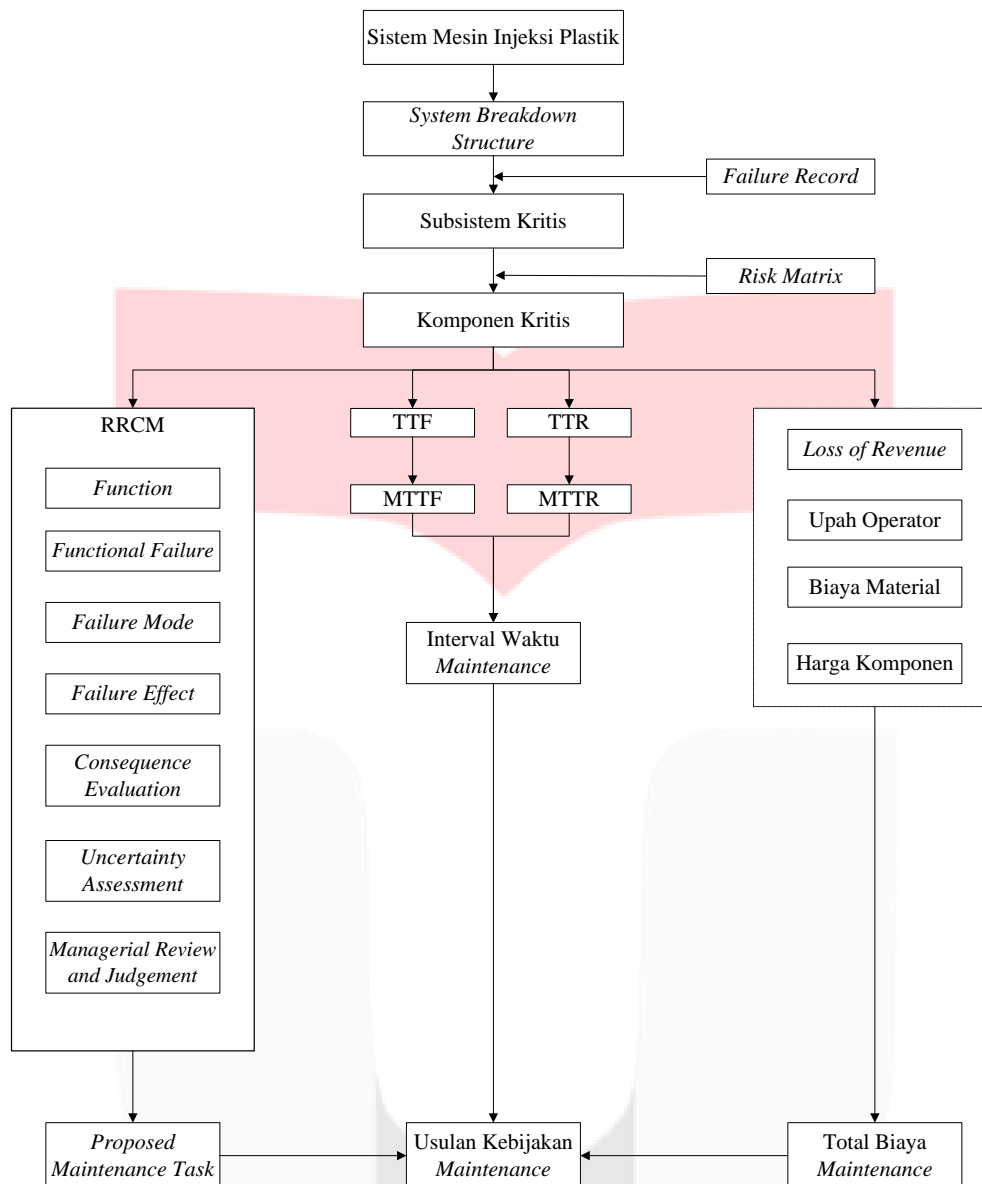 Sistem Mesin Injeksi Plastik
System Breakdown
Structure
Failure Record
Subsistem Kritis
Risk Matrix
Komponen Kritis
RRCM
Function
Functional Failure
Failure Mode
Failure Effect
Consequence
Evaluation
Uncertainty
Assessment
Managerial Review
and Judgement
TTF
TTR
MTTF
MTTR
Interval Waktu
Maintenance
Loss of Revenue
Upah Operator
Biaya Material
Harga Komponen
Proposed
Maintenance Task
Usulan Kebijakan
Maintenance
Total Biaya
Maintenance